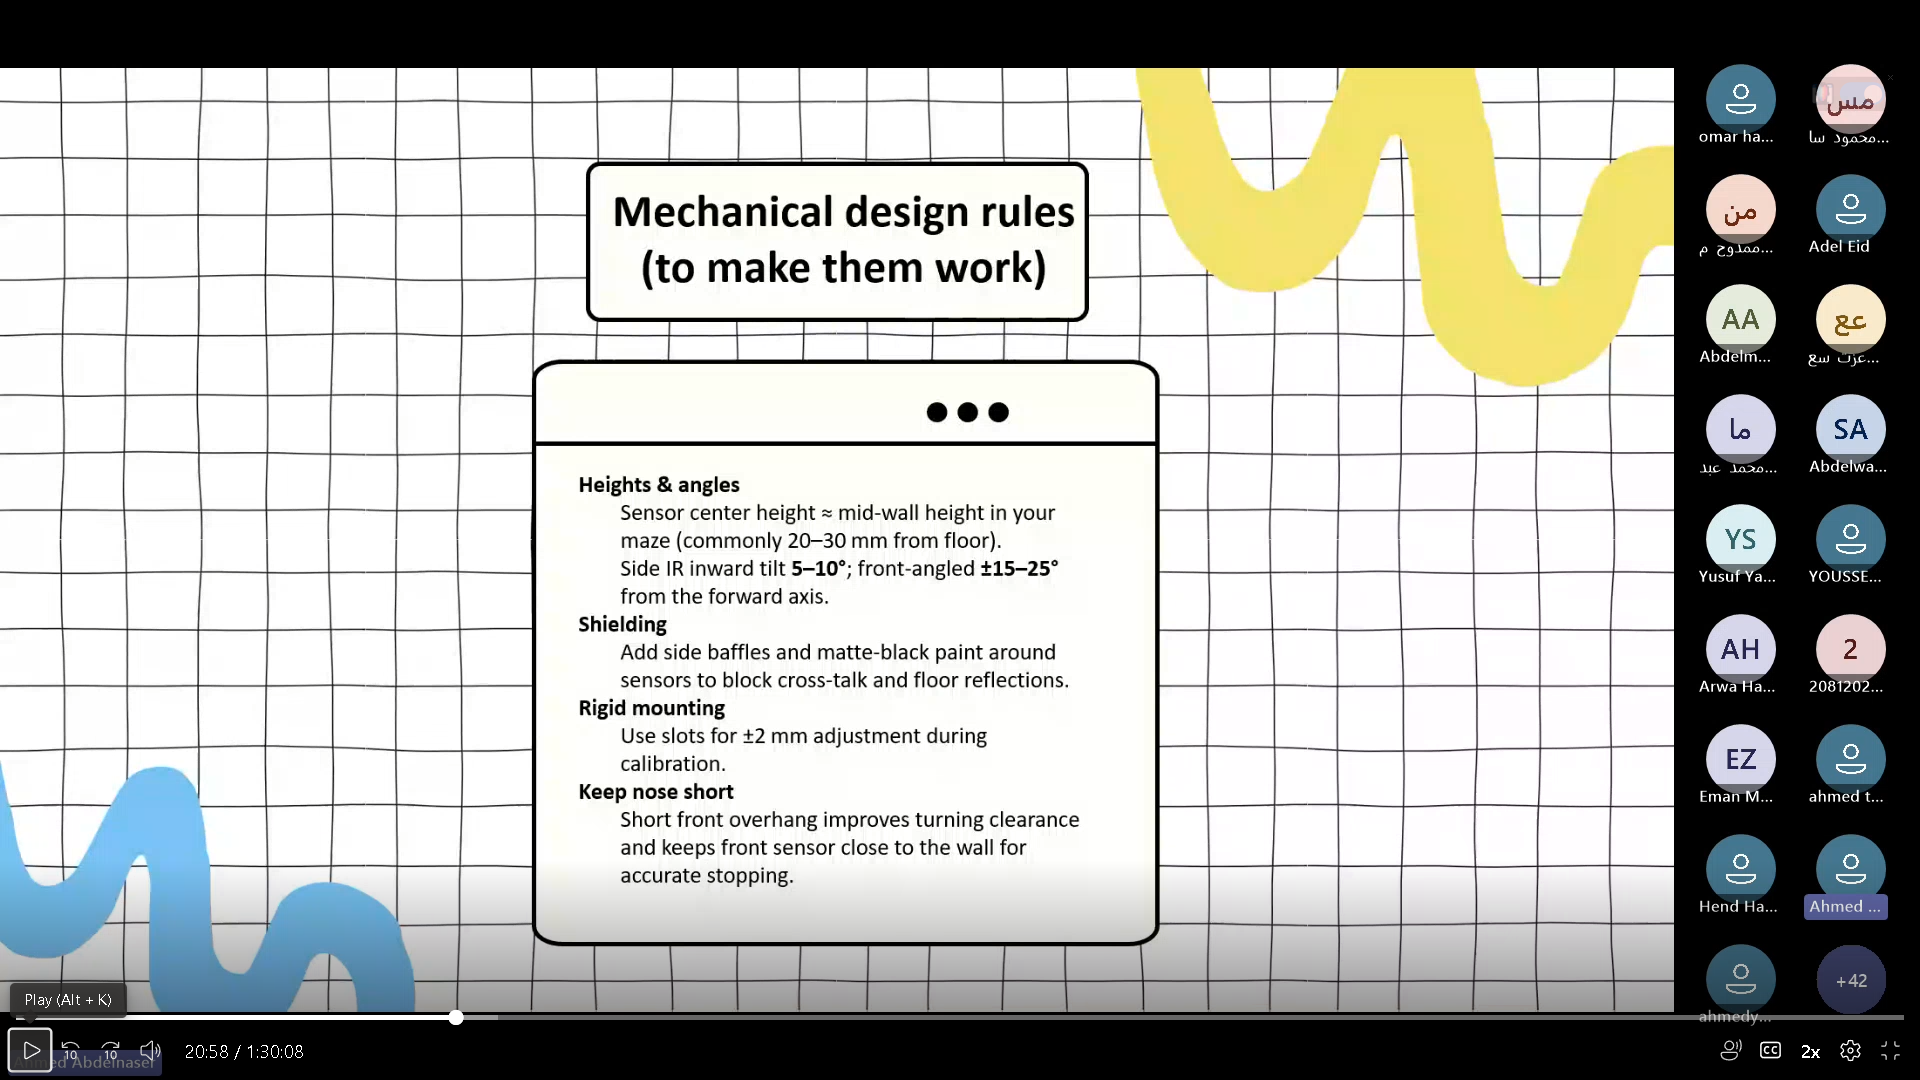 Mechanical design rules
(to make them work)
Heights & angles
Sensor center height ≈ mid-wall height in your
maze (commonly 20–30 mm from floor).
Side IR inward tilt 5–10°; front-angled ±15–25°
from the forward axis.
Shielding
Add side baffles and matte-black paint around
sensors to block cross-talk and floor reflections.
Rigid mounting
Use slots for ±2 mm adjustment during
calibration.
Keep nose short
Short front overhang improves turning clearance
and keeps front sensor close to the wall for
accurate stopping.
omar ha...
مس
محمود سا...
من
ممدوح م...
Adel Eid
AA
Abdelm...
عع
عزت سع...
ما
محمد عبد...
SA
Abdelwa...
YS
Yusuf Ya...
YOUSSE...
AH
Arwa Ha...
2
2081202...
EZ
Eman M...
ahmed t...
Hend Ha...
Ahmed ...
ahmedy...
+42
Play (Alt + K)
10
10
20:58 / 1:30:08
Ahmed Abdelnaser
CC
2x